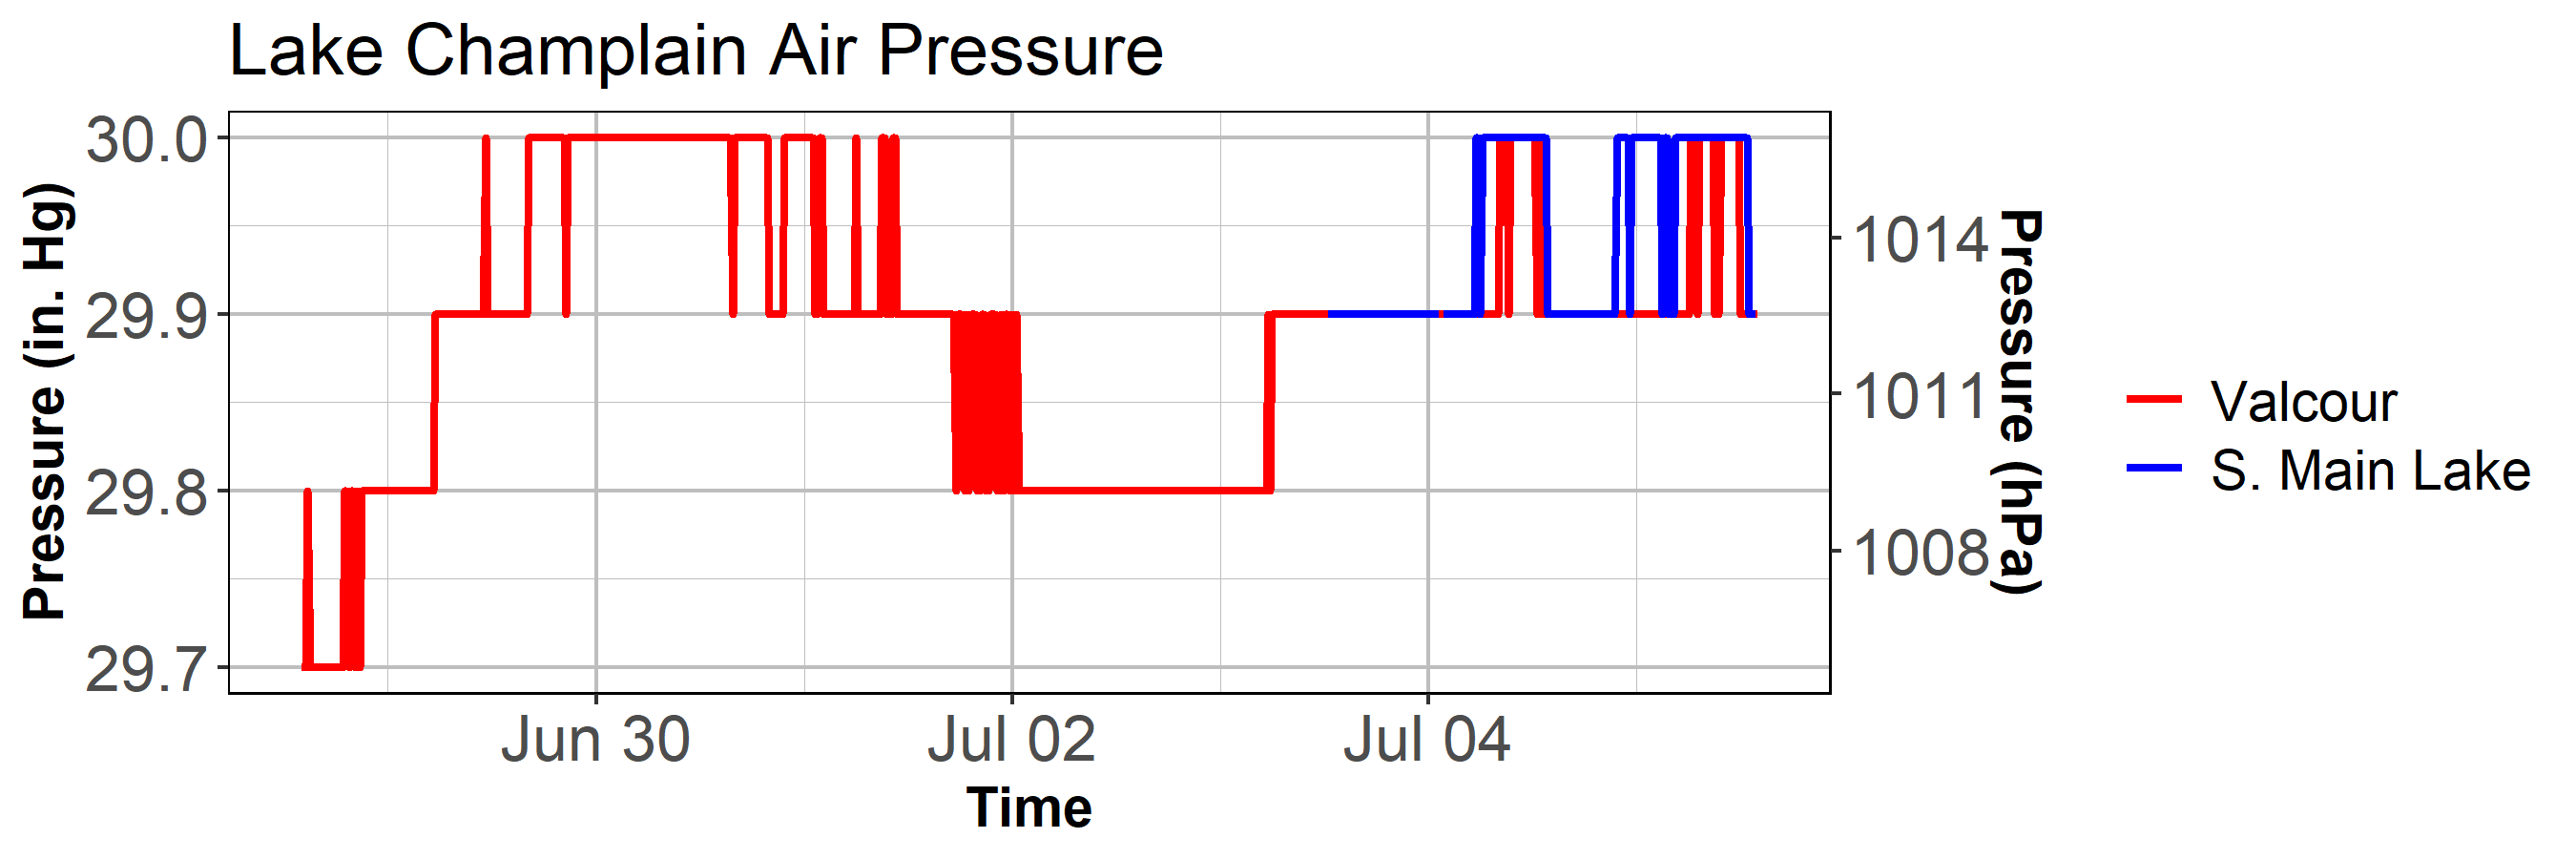 Lake Champlain Air Pressure
Pressure (in. Hg)
30.0
29.9
29.8
29.7
Jun 30
Jul 02
Jul 04
Time
1014
1011
1008
Pressure (hPa)
Valcour
S. Main Lake